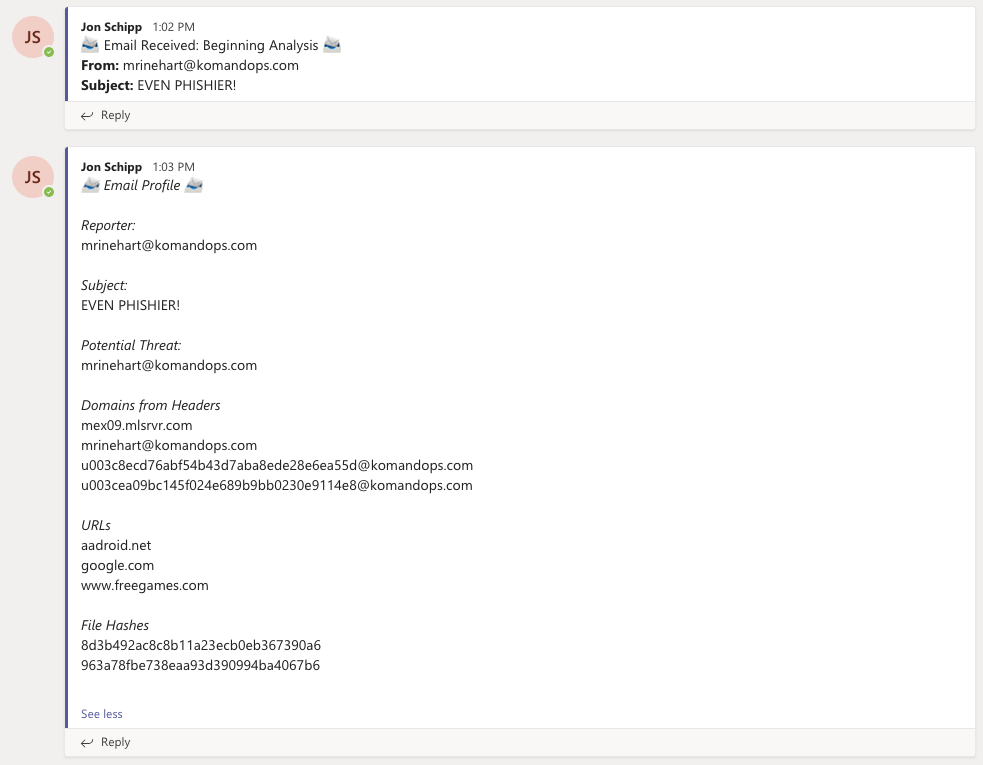 JS
Jon Schipp 1:02 PM
Email Received: Beginning Analysis
From: mrinehart@komandops.com
Subject: EVEN PHISHIER!
Reply
JS
Jon Schipp 1:03 PM
Email Profile
Reporter:
mrinehart@komandops.com
Subject:
EVEN PHISHIER!
Potential Threat:
mrinehart@komandops.com
Domains from Headers
mex09.mlsrvr.com
mrinehart@komandops.com
u003c8ecd76abf54b43d7aba8ede28e6ea55d@komandops.com
u003cea09bc145f024e689b9bb0230e9114e8@komandops.com
URLs
aadroid.net
google.com
www.freegames.com
File Hashes
8d3b492ac8c8b11a23ecb0eb367390a6
963a78fbe738eaa93d390994ba4067b6
See less
Reply